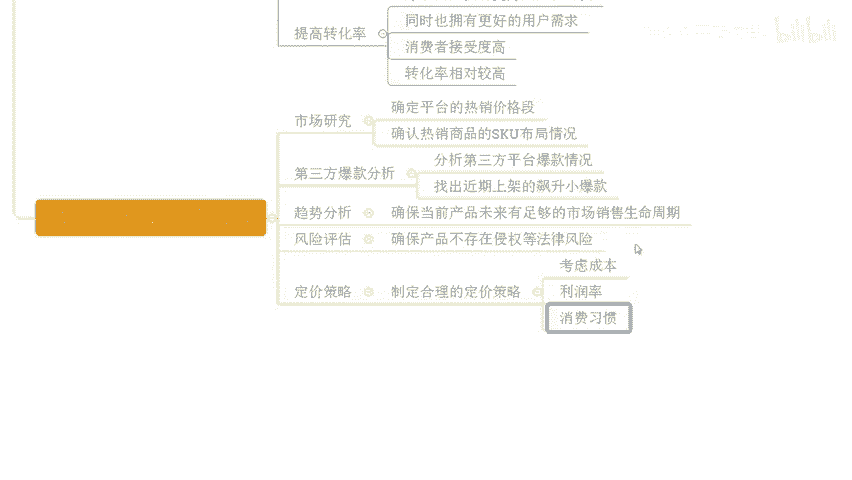 提高转化率
同时也拥有更好的用户需求
消费者接受度高
转化率相对较高
市场研究
确定平台的热销价格段
确认热销商品的SKU布局情况
第三方爆款分析
分析第三方平台爆款情况
找出近期上架的飙升小爆款
趋势分析
确保当前产品未来有足够的市场销售生命周期
风险评估
确保产品不存在侵权等法律风险
定价策略
制定合理的定价策略
考虑成本
利润率
消费习惯
bilibili